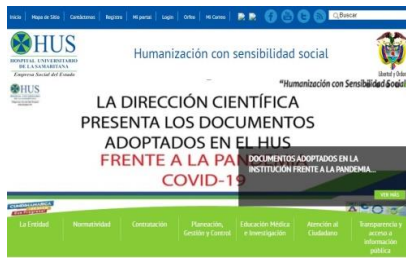 Inicio Mapa de Sitio Contáctenos Registro Mi portal Login Orfeo Mi Correo Buscar
HUS
HOSPITAL UNIVERSITARIO
DE LA SAMARITANA
Empresa Social del Estado
Humanización con sensibilidad social
Libertad y Orden
HUS
"Humanización con Sensibilidad Social
LA DIRECCIÓN CIENTÍFICA
PRESENTA LOS DOCUMENTOS
ADOPTADOS EN EL HUS
FRENTE A LA PANDEMIA
COVID-19
DOCUMENTOS ADOPTADOS EN LA
INSTITUCIÓN FRENTE A LA PANDEMIA...
VER MÁS
La Entidad Normatividad Contratación Planeación, Gestión y Control Educación Médica e Investigación Atención al Ciudadano Transparencia y acceso a información pública